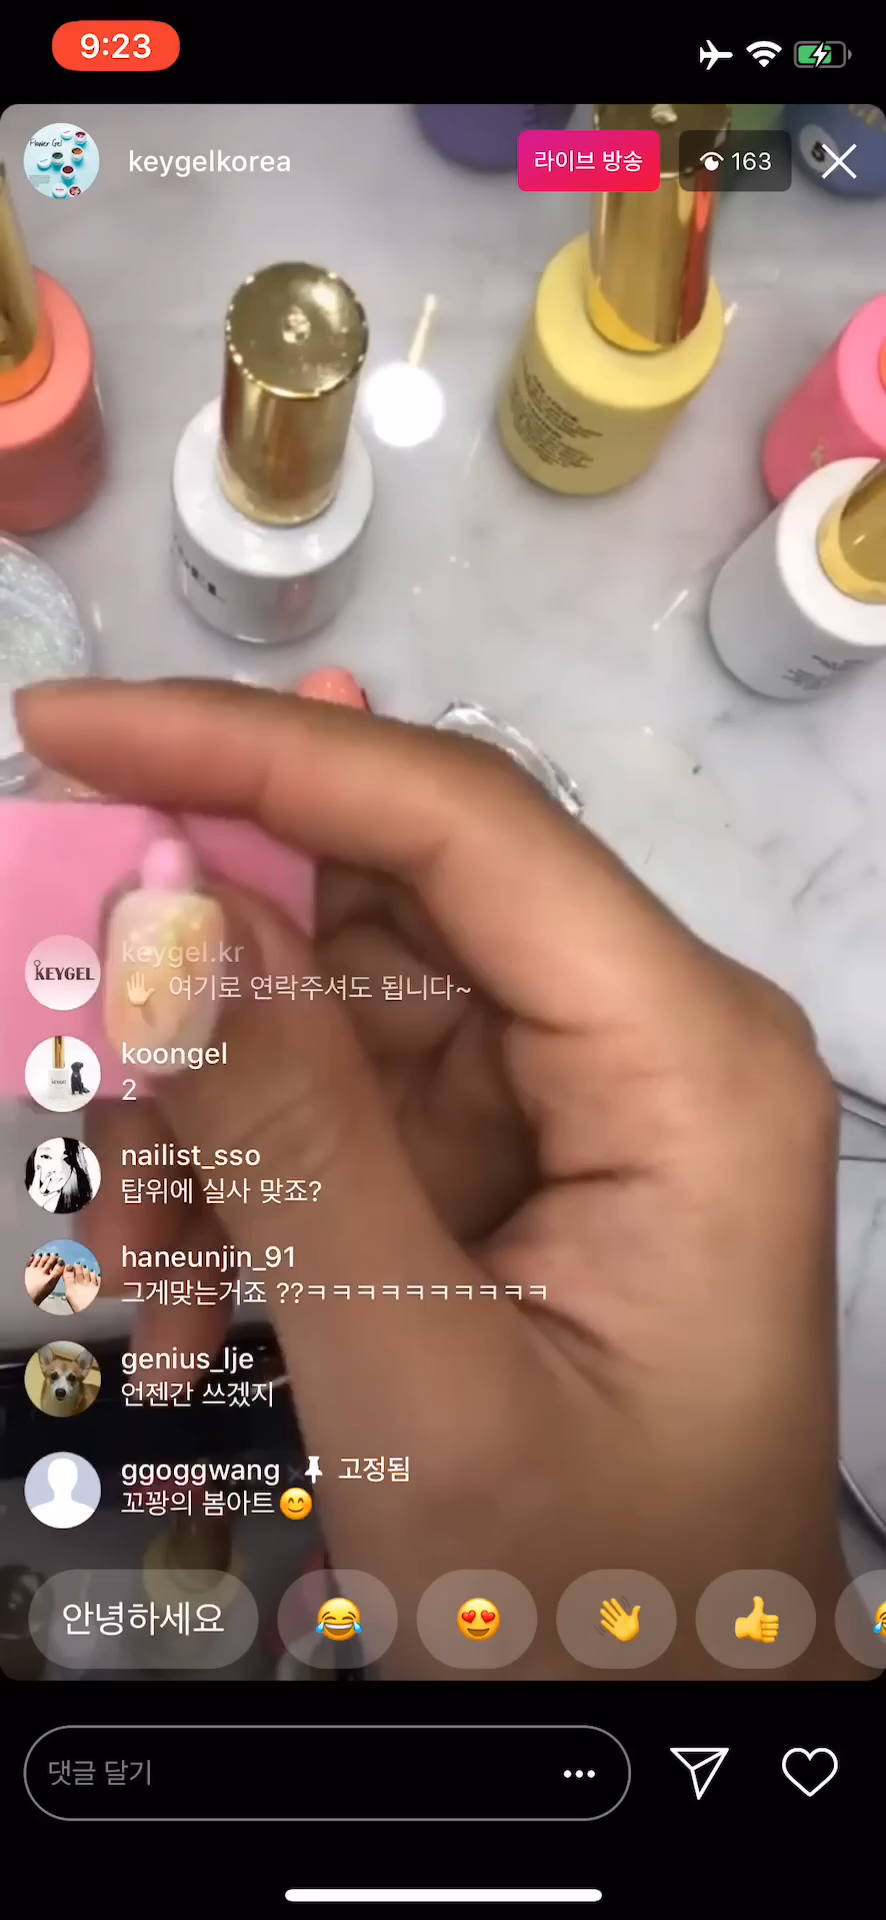 9:23
Flower Gel
keygelkorea
라이브 방송
163
keygel.kr
KEYGEL
✋ 여기로 연락주셔도 됩니다~
koongel
2
nailist_sso
탑위에 실사 맞죠?
haneunjin_91
그게맞는거죠 ??ㅋㅋㅋㅋㅋㅋㅋㅋㅋㅋ
genius_lje
언젠간 쓰겠지
ggoggwang 고정됨
꼬꽝의 봄아트😊
안녕하세요 😂 😍 👋 👍
댓글 달기